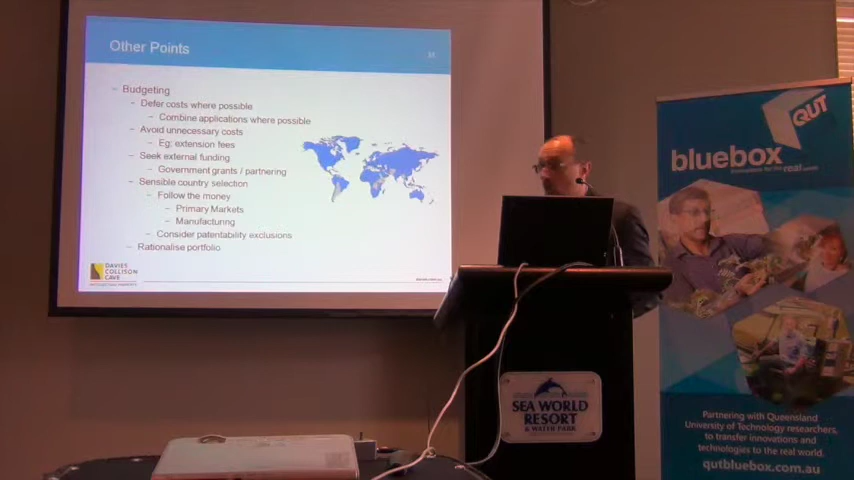 Other Points
– Budgeting
– Defer costs where possible
– Combine applications where possible
– Avoid unnecessary costs
– Eg: extension fees
– Seek external funding
– Government grants / partnering
– Sensible country selection
– Follow the money
– Primary Markets
– Manufacturing
– Consider patentability exclusions
– Rationalise portfolio
DAVIES
COLLISON
CAVE
SEA WORLD
RESORT
& WATER PARK
QUT
bluebox
Partnering with Queensland
University of Technology researchers,
to transfer innovations and
technologies to the real world.
qutbluebox.com.au